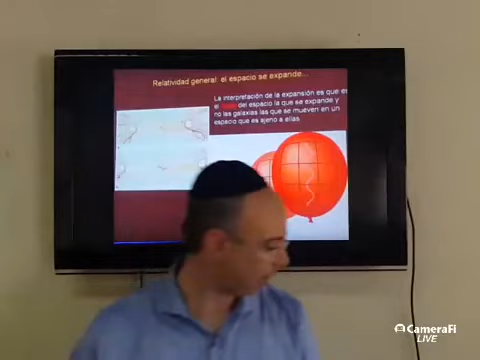 Relatividad general: el espacio se expande...
La interpretación de la expansión es que es
el del espacio la que se expande y
no las galaxias las que se mueven en un
espacio que es ajeno a ellas
CameraFi
LIVE